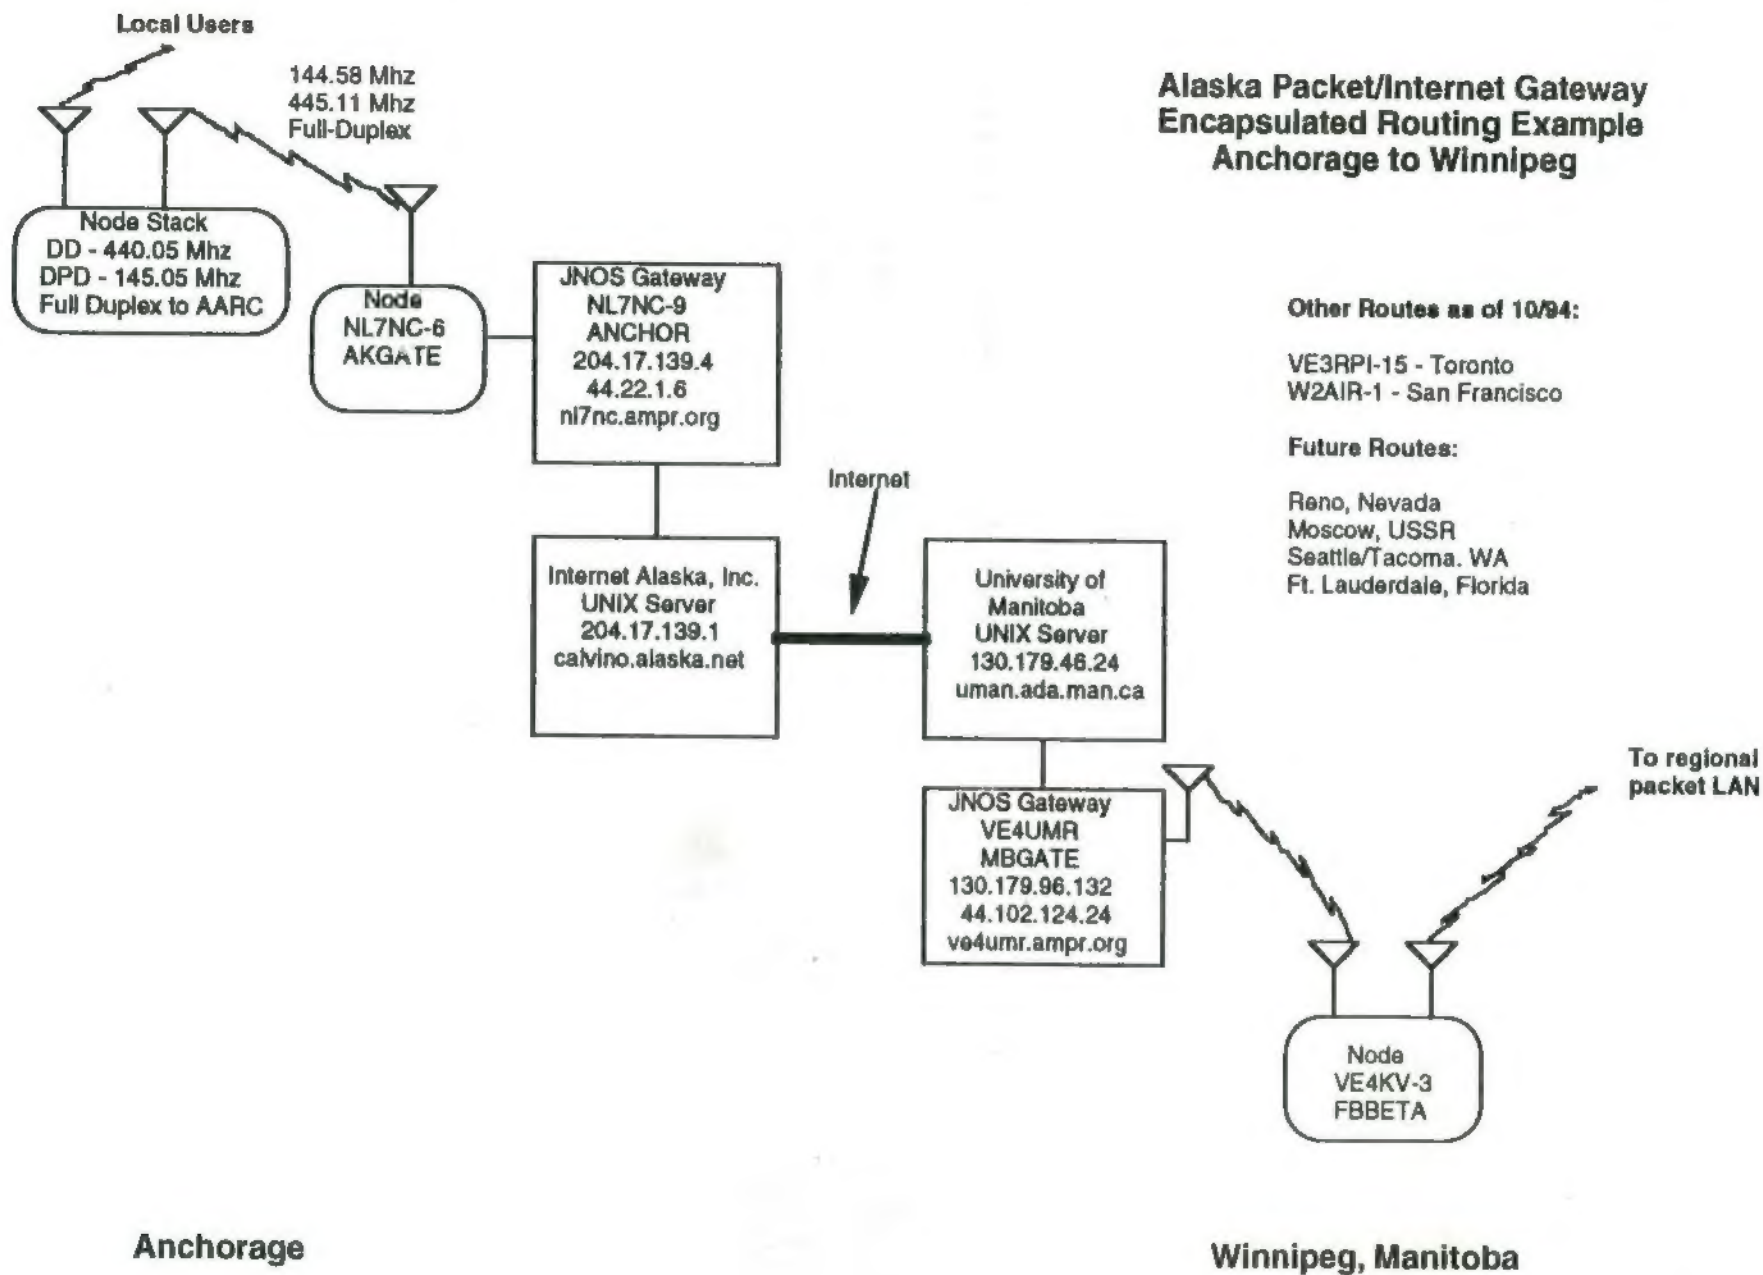 Local Users
144.58 Mhz
445.11 Mhz
Full-Duplex
Alaska Packet/Internet Gateway
Encapsulated Routing Example
Anchorage to Winnipeg
Node Stack
DD - 440.05 Mhz
DPD - 145.05 Mhz
Full Duplex to AARC
Node
NL7NC-6
AKGATE
JNOS Gateway
NL7NC-9
ANCHOR
204.17.139.4
44.22.1.6
nl7nc.ampr.org
Other Routes as of 10/94:
VE3RPI-15 - Toronto
W2AIR-1 - San Francisco
Future Routes:
Reno, Nevada
Moscow, USSR
Seattle/Tacoma. WA
Ft. Lauderdale, Florida
Internet
Internet Alaska, Inc.
UNIX Server
204.17.139.1
calvino.alaska.net
University of
Manitoba
UNIX Server
130.179.46.24
uman.ada.man.ca
JNOS Gateway
VE4UMR
MBGATE
130.179.96.132
44.102.124.24
ve4umr.ampr.org
To regional
packet LAN
Node
VE4KV-3
FBBETA
Anchorage
Winnipeg, Manitoba